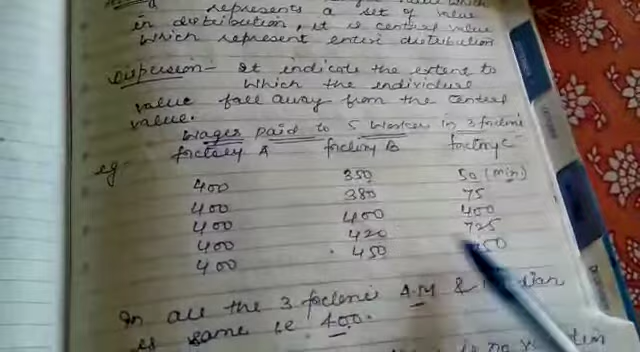 represents a set of value
in distribution, it is central value
which represent entire distribution
Dispersion:- It indicate the extent to
which the individual
value fall away from the central
value.
Wages paid to 5 workers in 3 factories
eg- factory A factory B factory C
400 350 50 (min)
400 380 75
400 400 400
400 420 725
400 450 50
In all the 3 factories A.M &
is same ie 400.